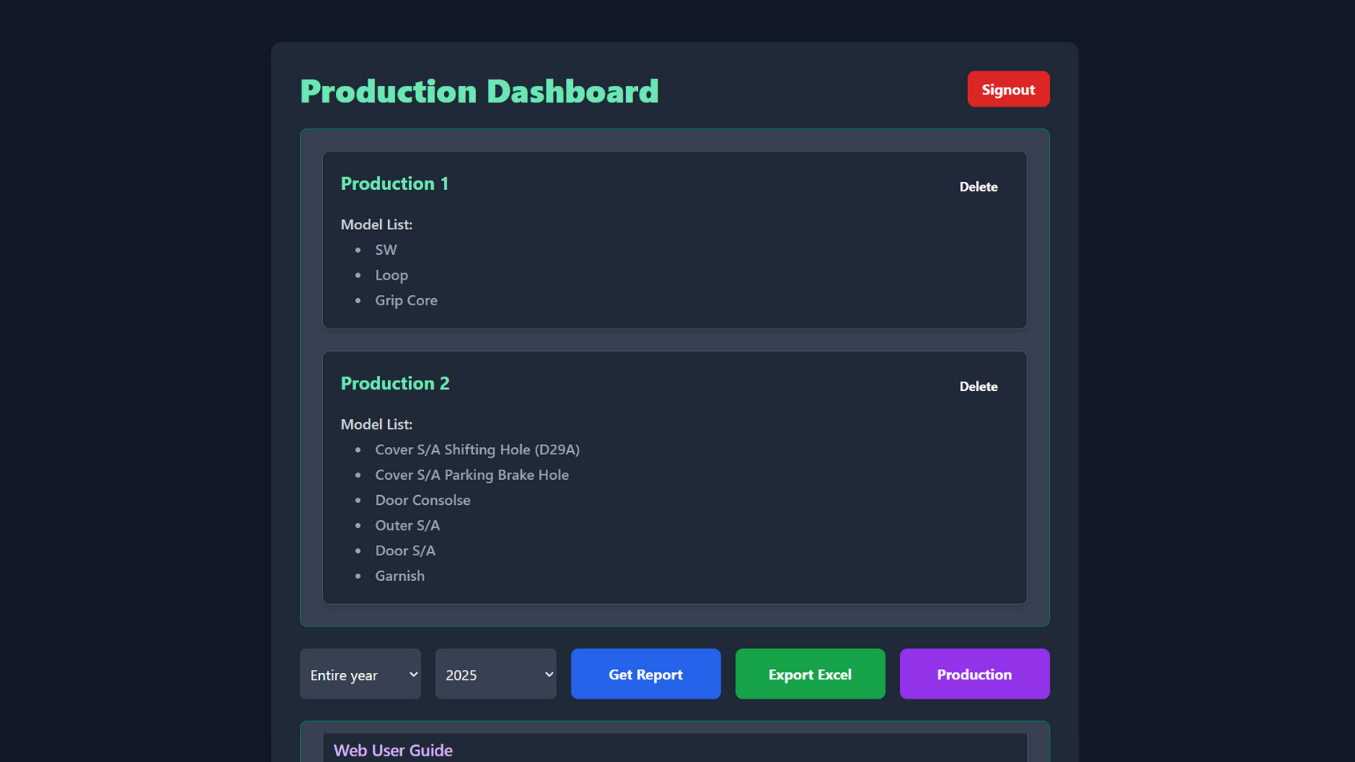 Production Dashboard
Signout
Production 1
Delete
Model List:
SW
Loop
Grip Core
Production 2
Delete
Model List:
Cover S/A Shifting Hole (D29A)
Cover S/A Parking Brake Hole
Door Consolse
Outer S/A
Door S/A
Garnish
Entire year
2025
Get Report
Export Excel
Production
Web User Guide